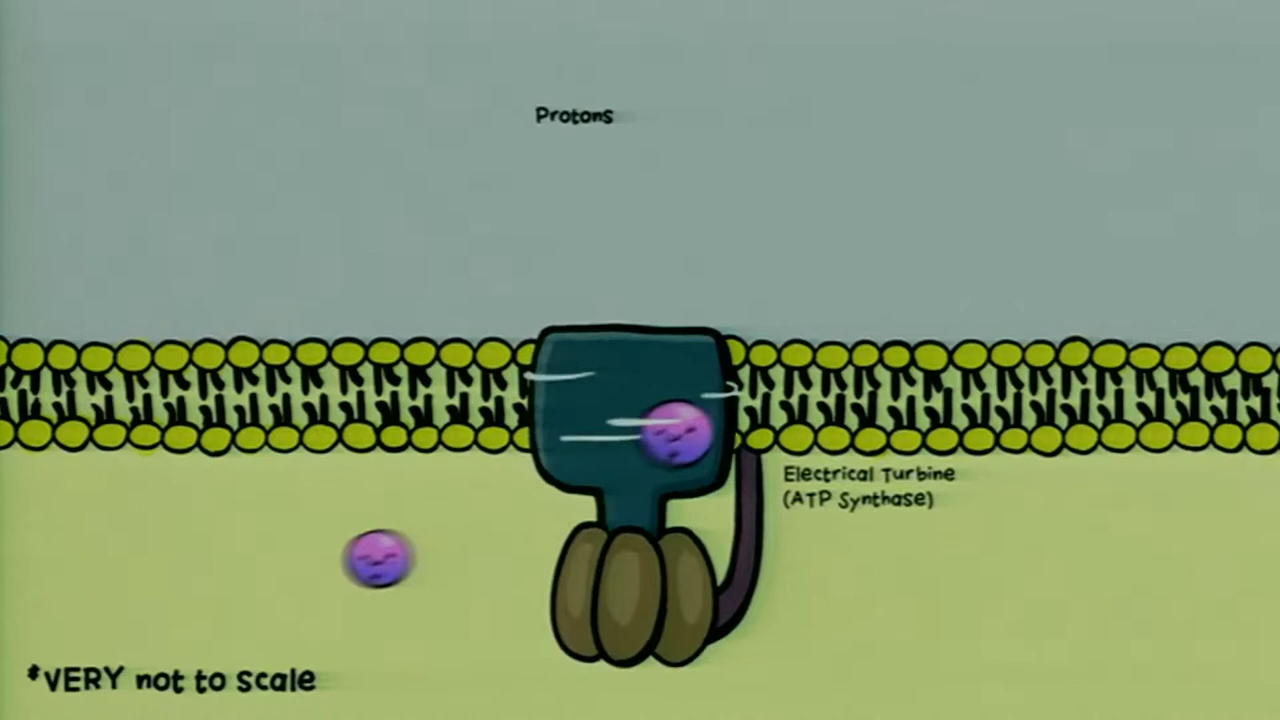 Protons
Electrical Turbine
(ATP Synthase)
*VERY not to scale